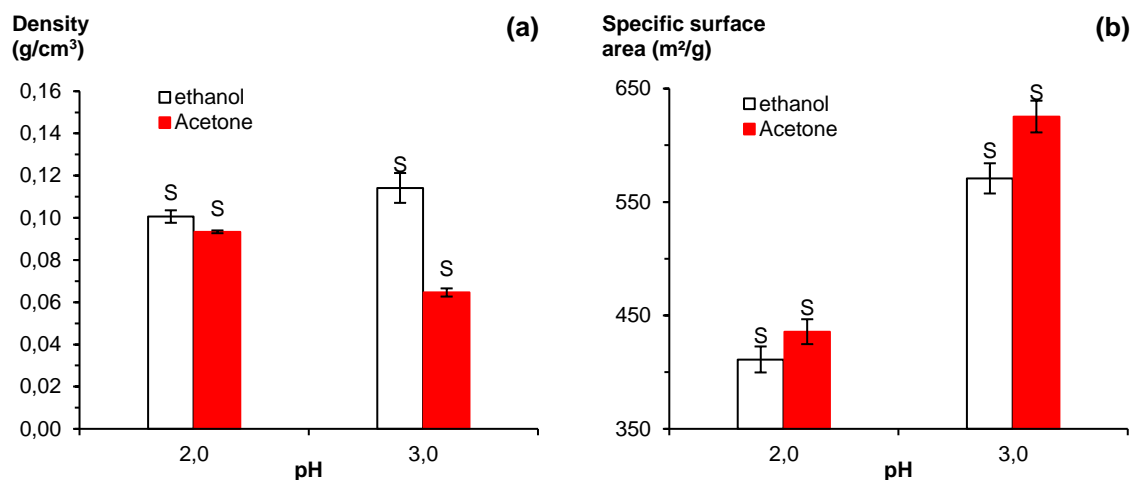 Density
(g/cm³)
(a)
ethanol
Acetone
0,16
0,14
0,12
0,10
0,08
0,06
0,04
0,02
0,00
S
S
S
S
2,0
3,0
pH
Specific surface
area (m²/g)
(b)
ethanol
Acetone
650
550
450
350
S
S
S
S
2,0
3,0
pH